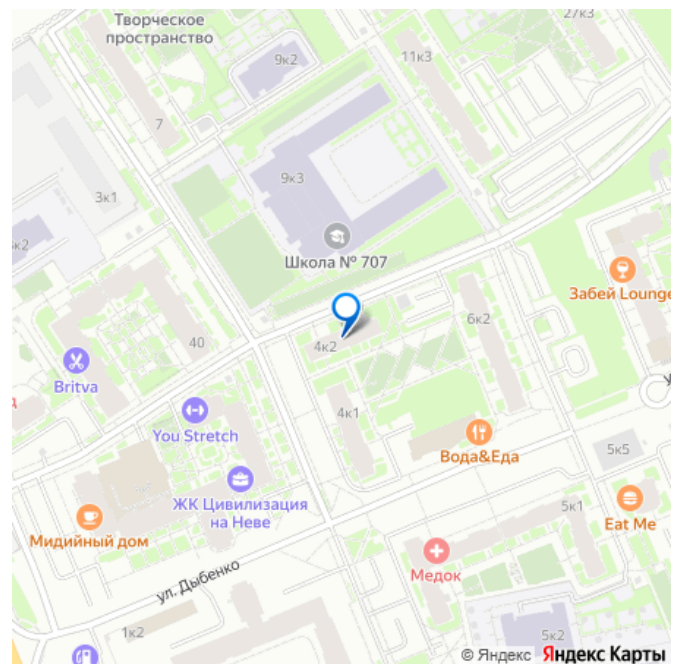 Творческое
пространство
27к3
9к2
11к3
7
9к3
3к1
к2
Школа № 707
Забей Lounge
6к2
40
4к2
Britva
д
You Stretch
4к1
у
Вода&Еда
5к5
ЖК Цивилизация
на Неве
5к1
Eat Me
Мидийный дом
Медок
ул. Дыбенко
1к2
5к2
© Яндекс Яндекс Карты